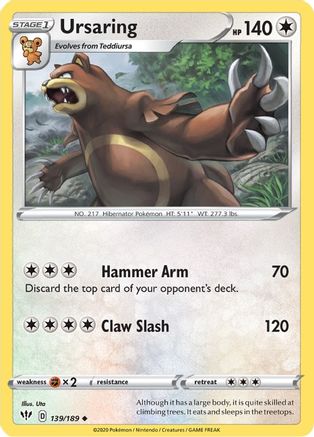 STAGE 1 Ursaring HP 140
Evolves from Teddiursa
NO. 217 Hibernator Pokémon HT: 5'11" WT: 277.3 lbs.
Hammer Arm 70
Discard the top card of your opponent's deck.
Claw Slash 120
weakness ×2 resistance retreat
Illus. Uta
Although it has a large body, it is quite skilled at
climbing trees. It eats and sleeps in the treetops.
D 139/189
©2020 Pokémon / Nintendo / Creatures / GAME FREAK